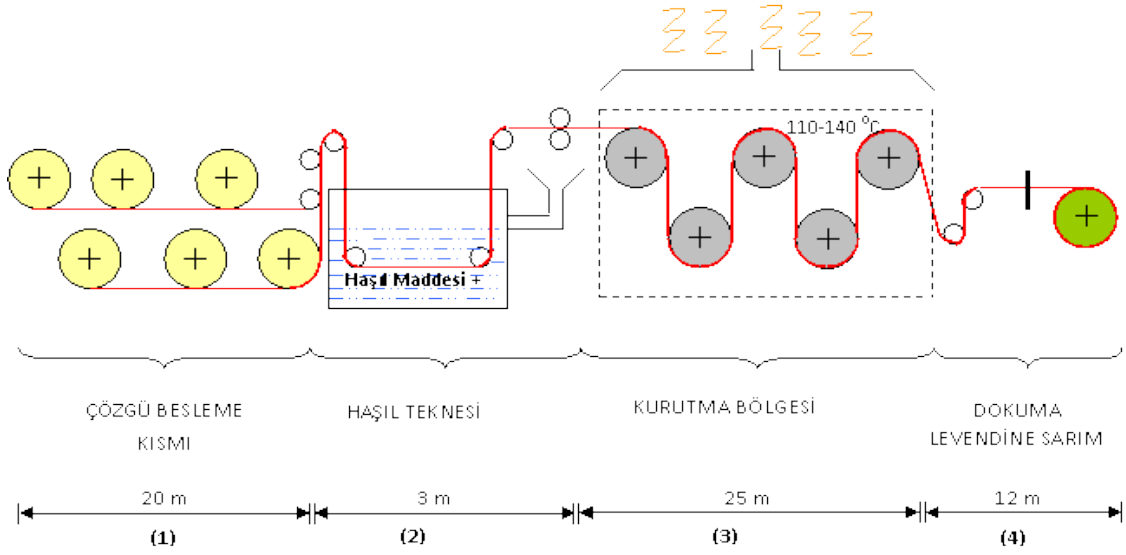 110-140 °C
Haşıl Maddesi +
ÇÖZGÜ BESLEME
KISMI
HAŞIL TEKNESİ
KURUTMA BÖLGESİ
DOKUMA
LEVENDİNE SARIM
20 m
3 m
25 m
12 m
(1)
(2)
(3)
(4)